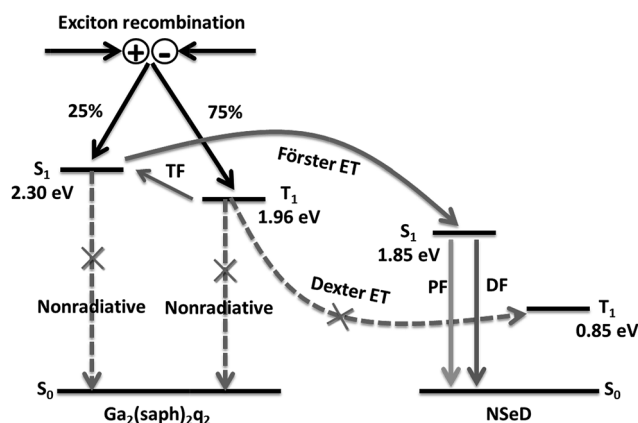 Exciton recombination
+ -
25% 75%
Förster ET
S1 TF
2.30 eV T1
1.96 eV S1
1.85 eV
Dexter ET PF DF
Nonradiative Nonradiative T1
0.85 eV
S0 S0
Ga2(saph)2q2 NSeD